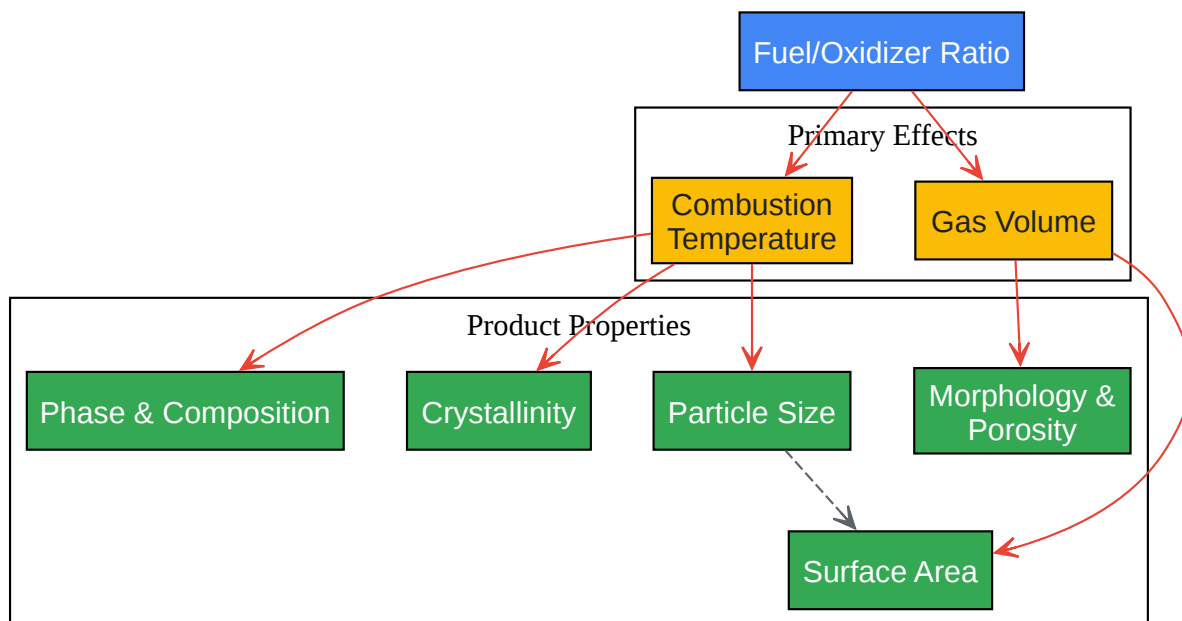 Fuel/Oxidizer Ratio
Primary Effects
Combustion
Temperature
Gas Volume
Product Properties
Phase & Composition
Crystallinity
Particle Size
Morphology &
Porosity
Surface Area